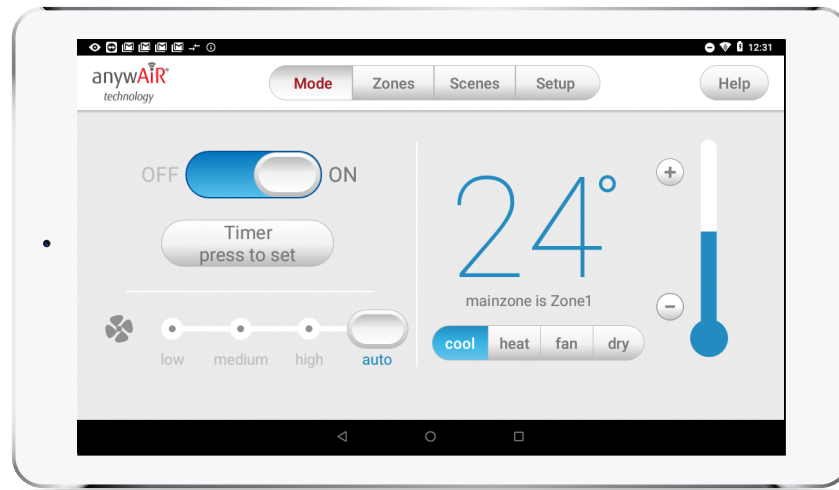 12:31
anywAiR
technology
Mode Zones Scenes Setup
Help
OFF ON
Timer
press to set
low medium high auto
24°
mainzone is Zone1
cool heat fan dry